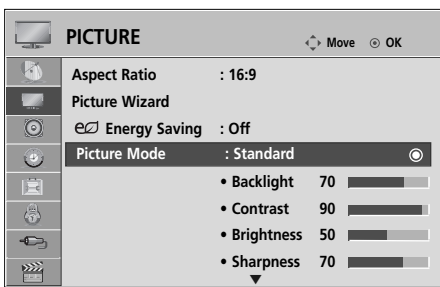 PICTURE Move OK
Aspect Ratio : 16:9
Picture Wizard
Energy Saving : Off
Picture Mode : Standard
• Backlight 70
• Contrast 90
• Brightness 50
• Sharpness 70